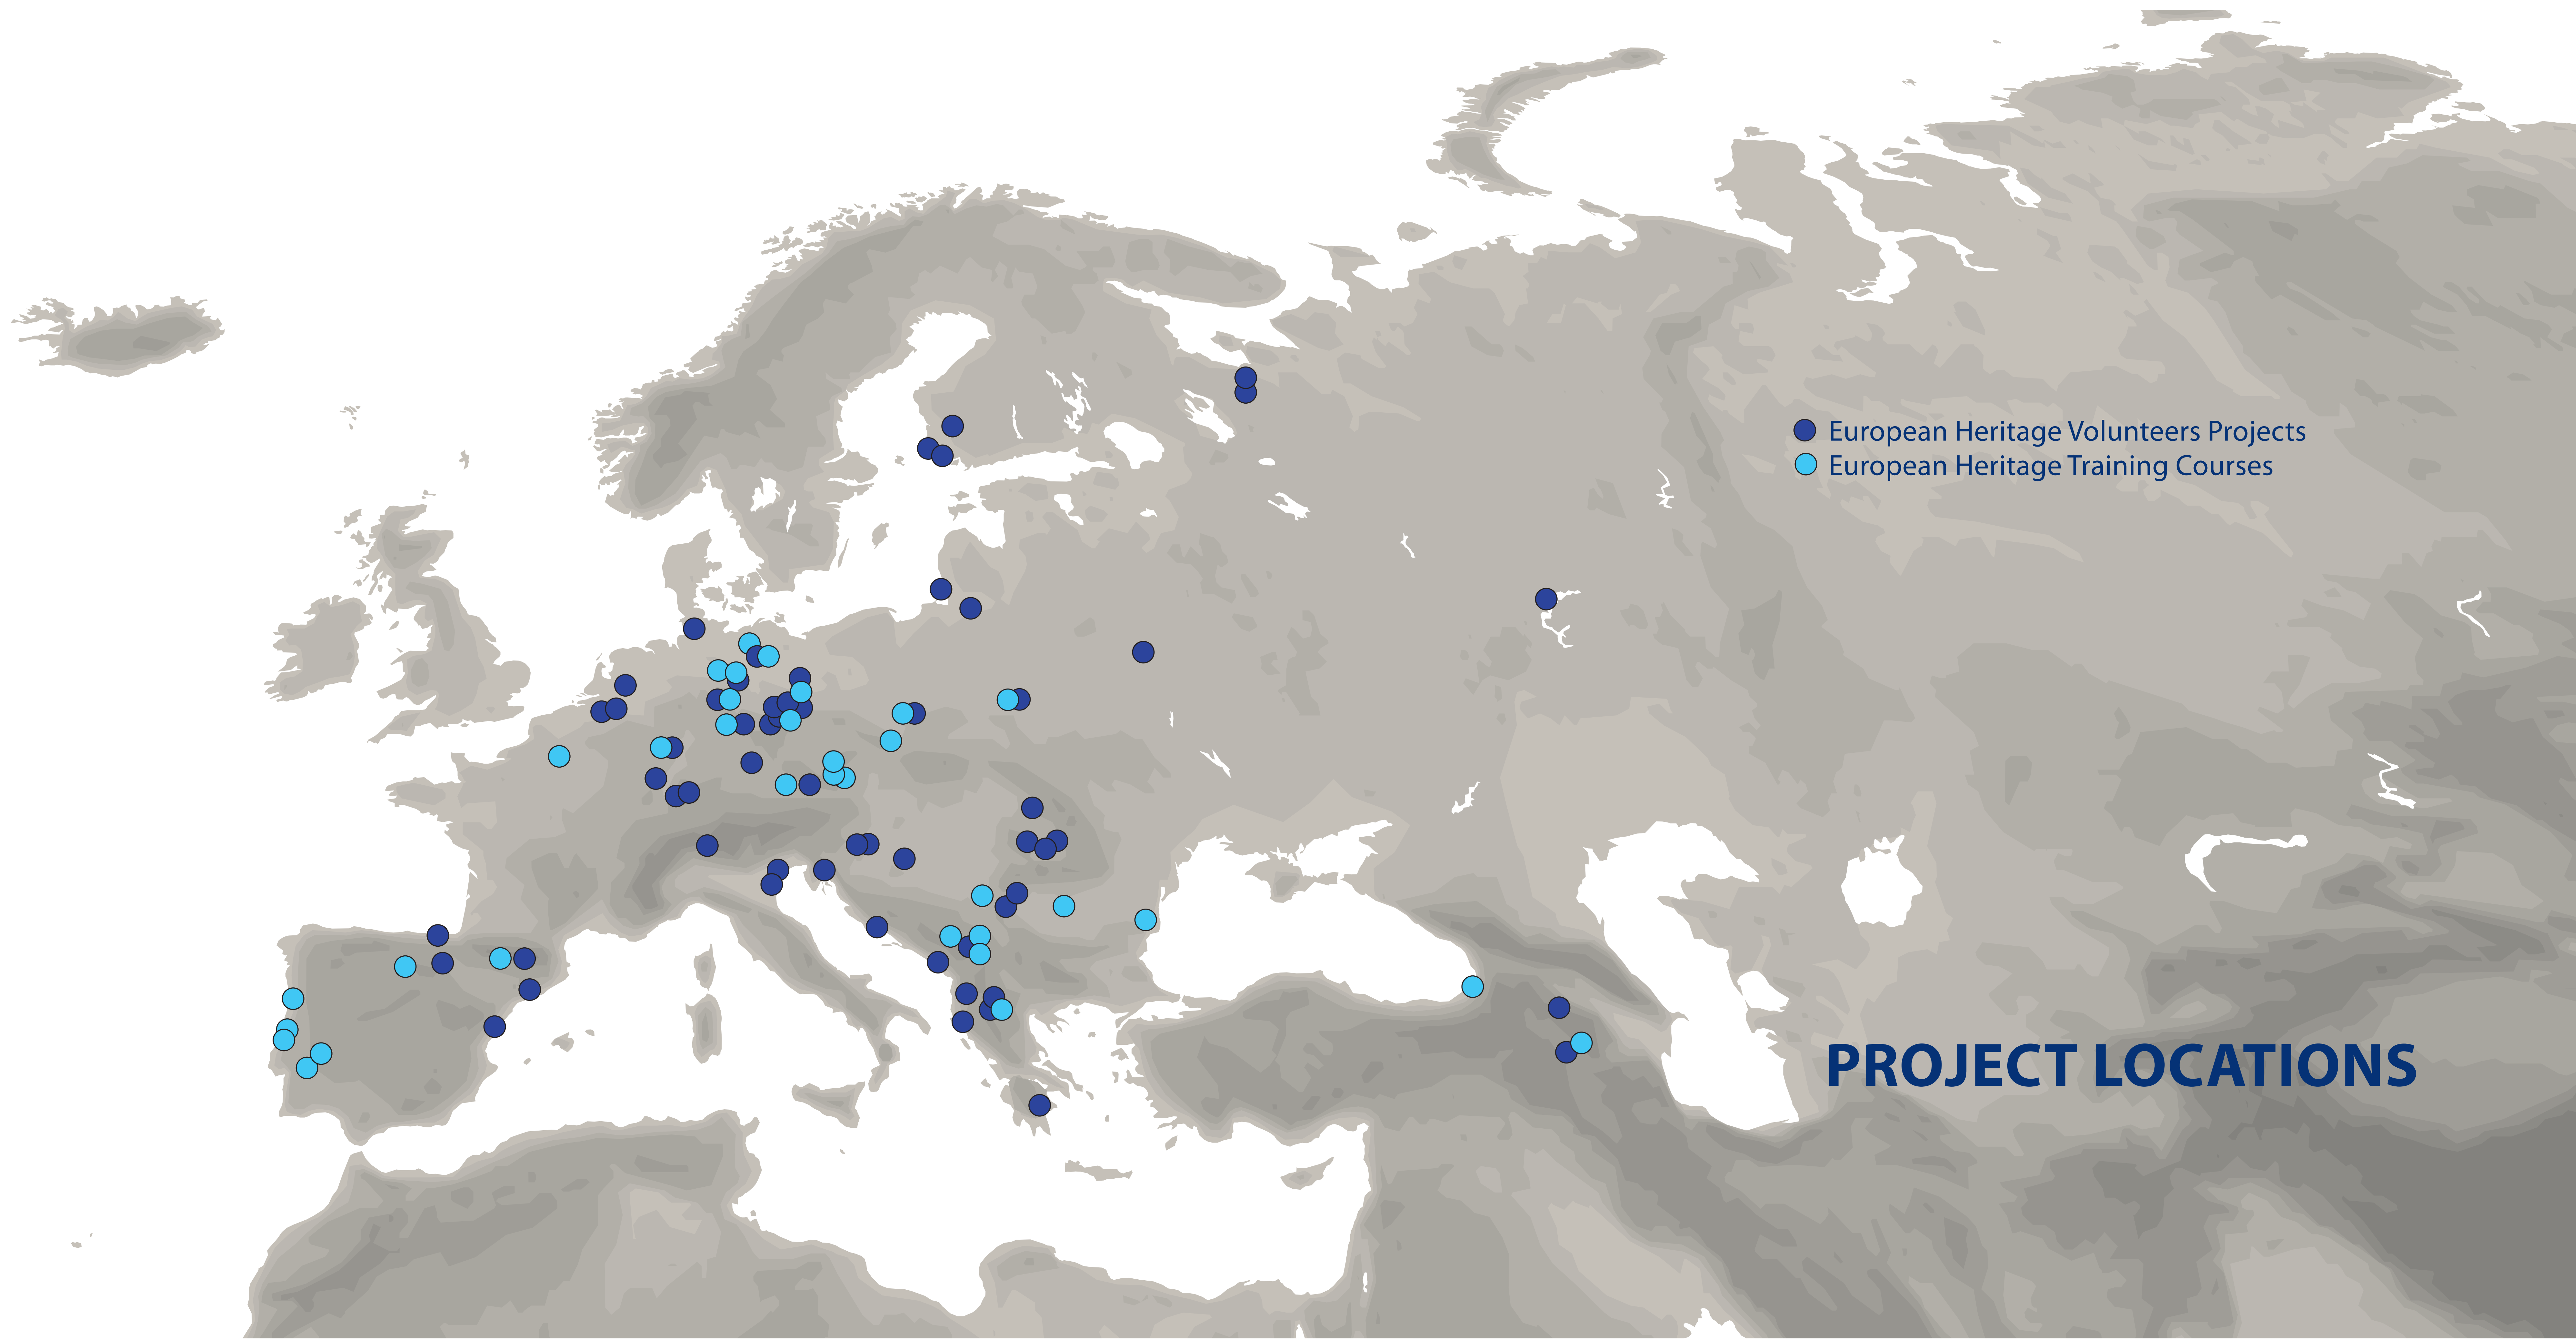 European Heritage Volunteers Projects
European Heritage Training Courses
PROJECT LOCATIONS